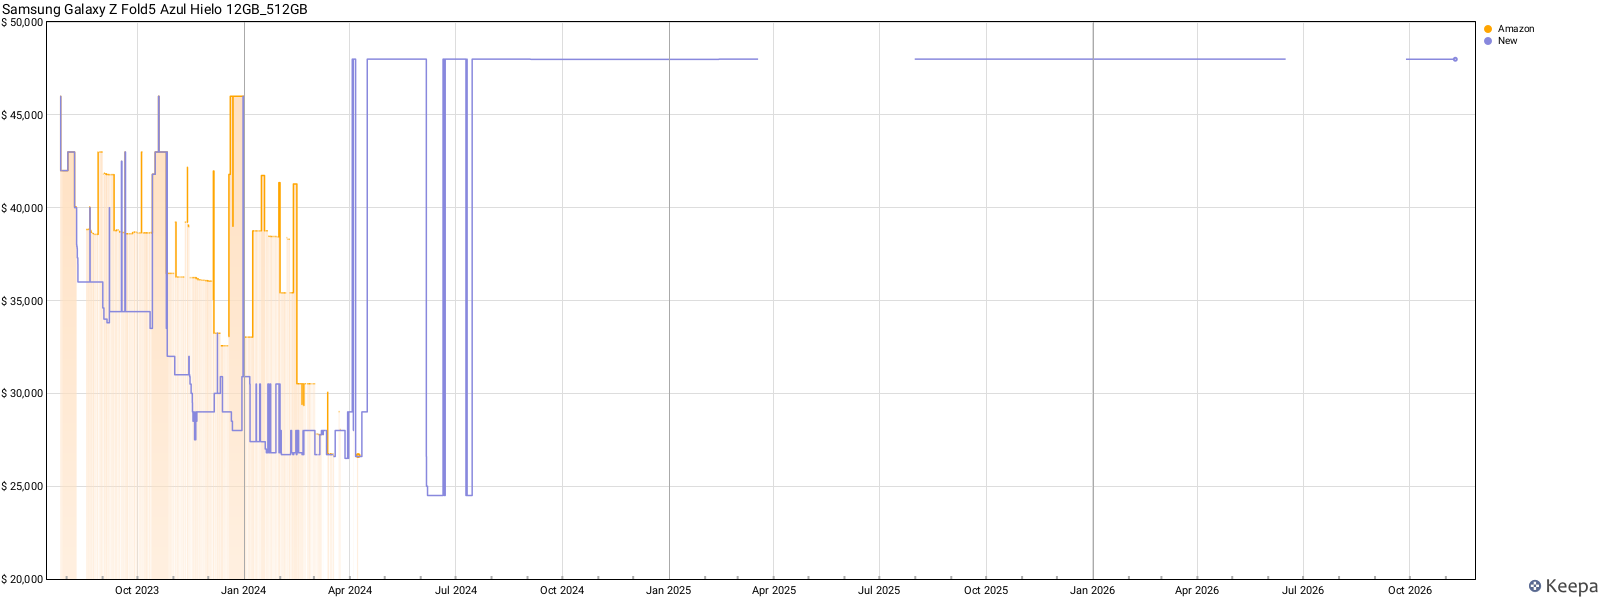 Samsung Galaxy Z Fold5 Azul Hielo 12GB_512GB
$ 50,000
Amazon
New
$ 45,000
$ 40,000
$ 35,000
$ 30,000
$ 25,000
$ 20,000
Oct 2023 Jan 2024 Apr 2024 Jul 2024 Oct 2024 Jan 2025 Apr 2025 Jul 2025 Oct 2025 Jan 2026 Apr 2026 Jul 2026 Oct 2026
Keepa